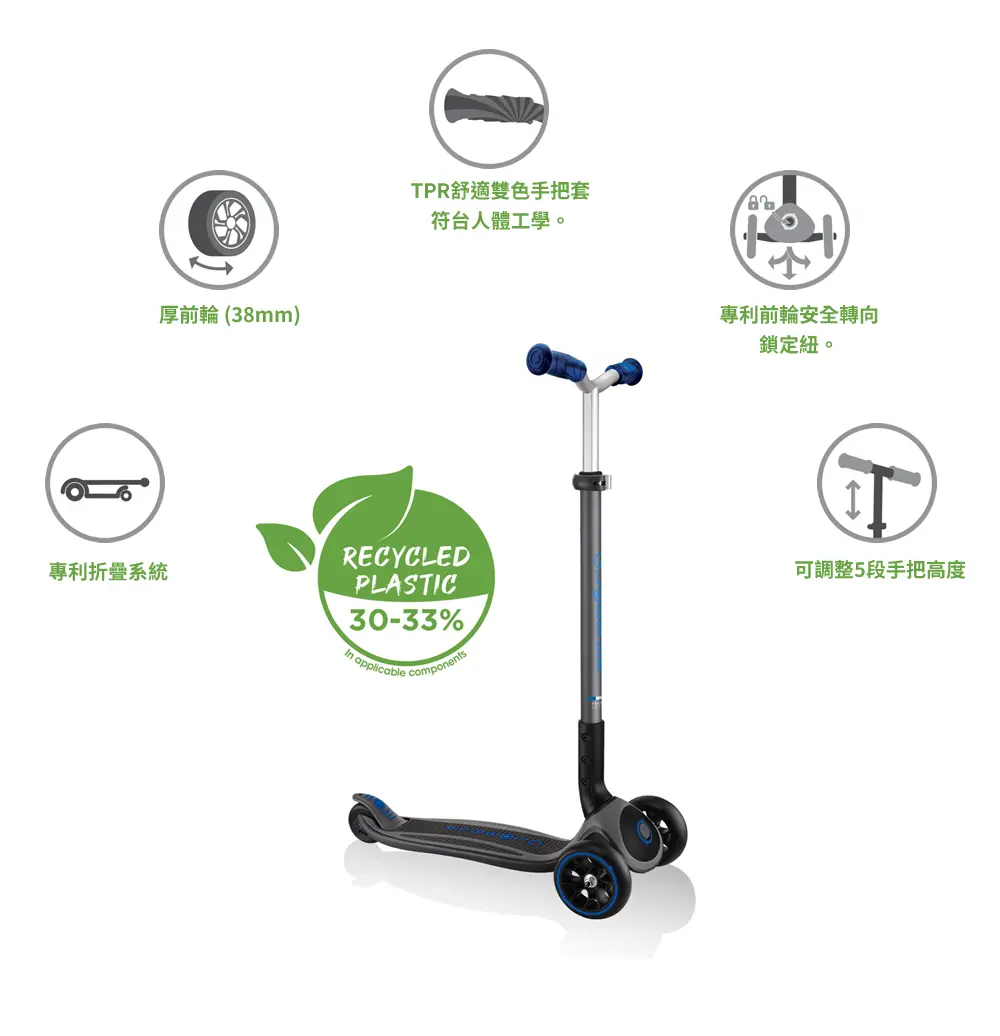 TPR舒適雙色手把套
符台人體工學。
厚前輪 (38mm)
專利前輪安全轉向
鎖定紐。
專利折疊系統
RECYCLED
PLASTIC
30-33%
In applicable components
可調整5段手把高度